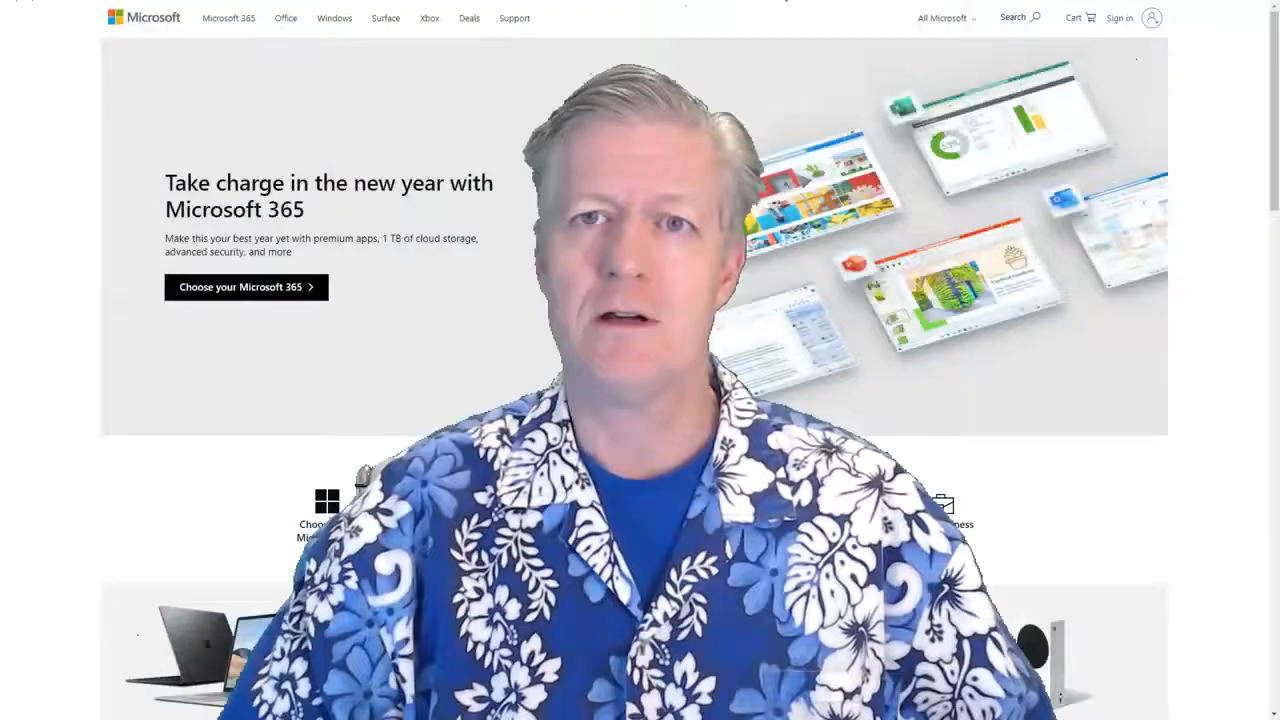 Microsoft
Microsoft 365
Office
Windows
Surface
Xbox
Deals
Support
All Microsoft
Search
Cart
Sign in
Take charge in the new year with
Microsoft 365
Make this your best year yet with premium apps, 1 TB of cloud storage,
advanced security, and more
Choose your Microsoft 365